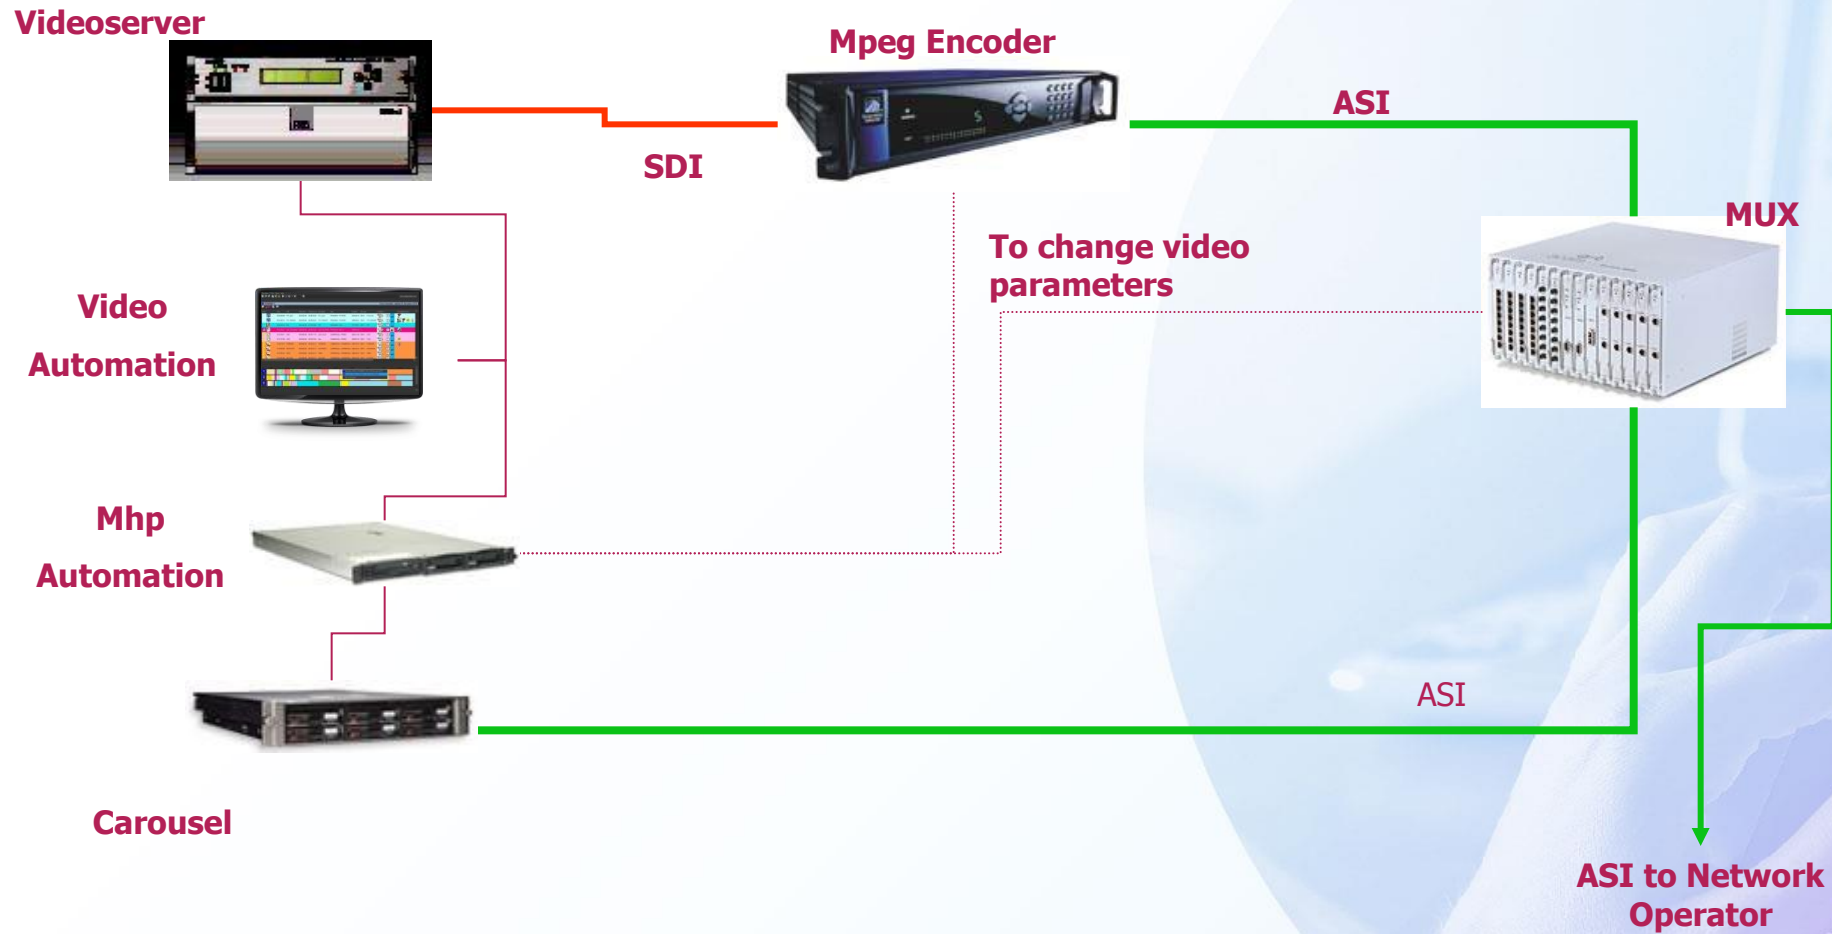 Videoserver
Mpeg Encoder
ASI
SDI
MUX
To change video
parameters
Video
Automation
Mhp
Automation
ASI
Carousel
ASI to Network
Operator